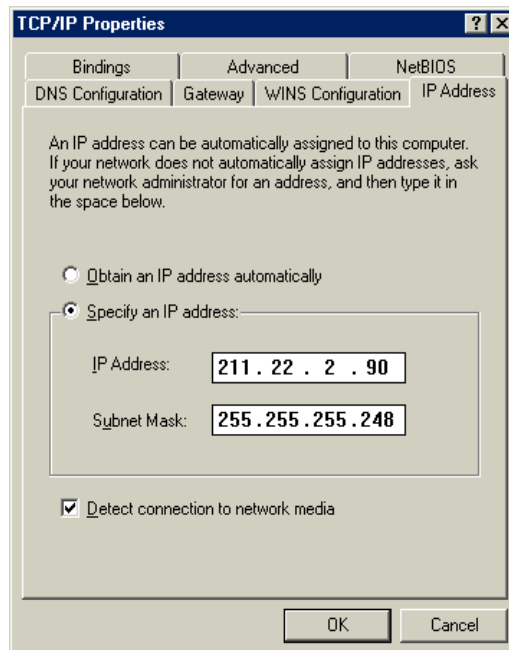 TCP/IP Properties
Bindings Advanced NetBIOS
DNS Configuration Gateway WINS Configuration IP Address
An IP address can be automatically assigned to this computer.
If your network does not automatically assign IP addresses, ask
your network administrator for an address, and then type it in
the space below.
Obtain an IP address automatically
Specify an IP address:
IP Address: 211 . 22 . 2 . 90
Subnet Mask: 255 . 255 . 255 . 248
Detect connection to network media
OK Cancel